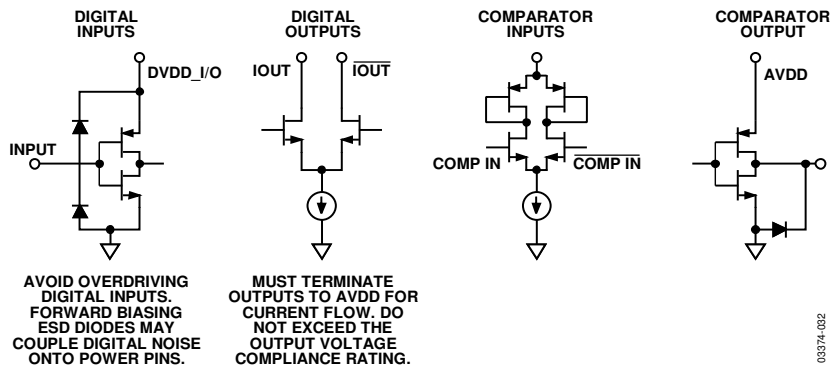 DIGITAL
INPUTS
DIGITAL
OUTPUTS
COMPARATOR
INPUTS
COMPARATOR
OUTPUT
DVDD_I/O
INPUT
IOUT
IOUT
COMP IN
COMP IN
AVDD
AVOID OVERDRIVING
DIGITAL INPUTS.
FORWARD BIASING
ESD DIODES MAY
COUPLE DIGITAL NOISE
ONTO POWER PINS.
MUST TERMINATE
OUTPUTS TO AVDD FOR
CURRENT FLOW. DO
NOT EXCEED THE
OUTPUT VOLTAGE
COMPLIANCE RATING.
03374-032